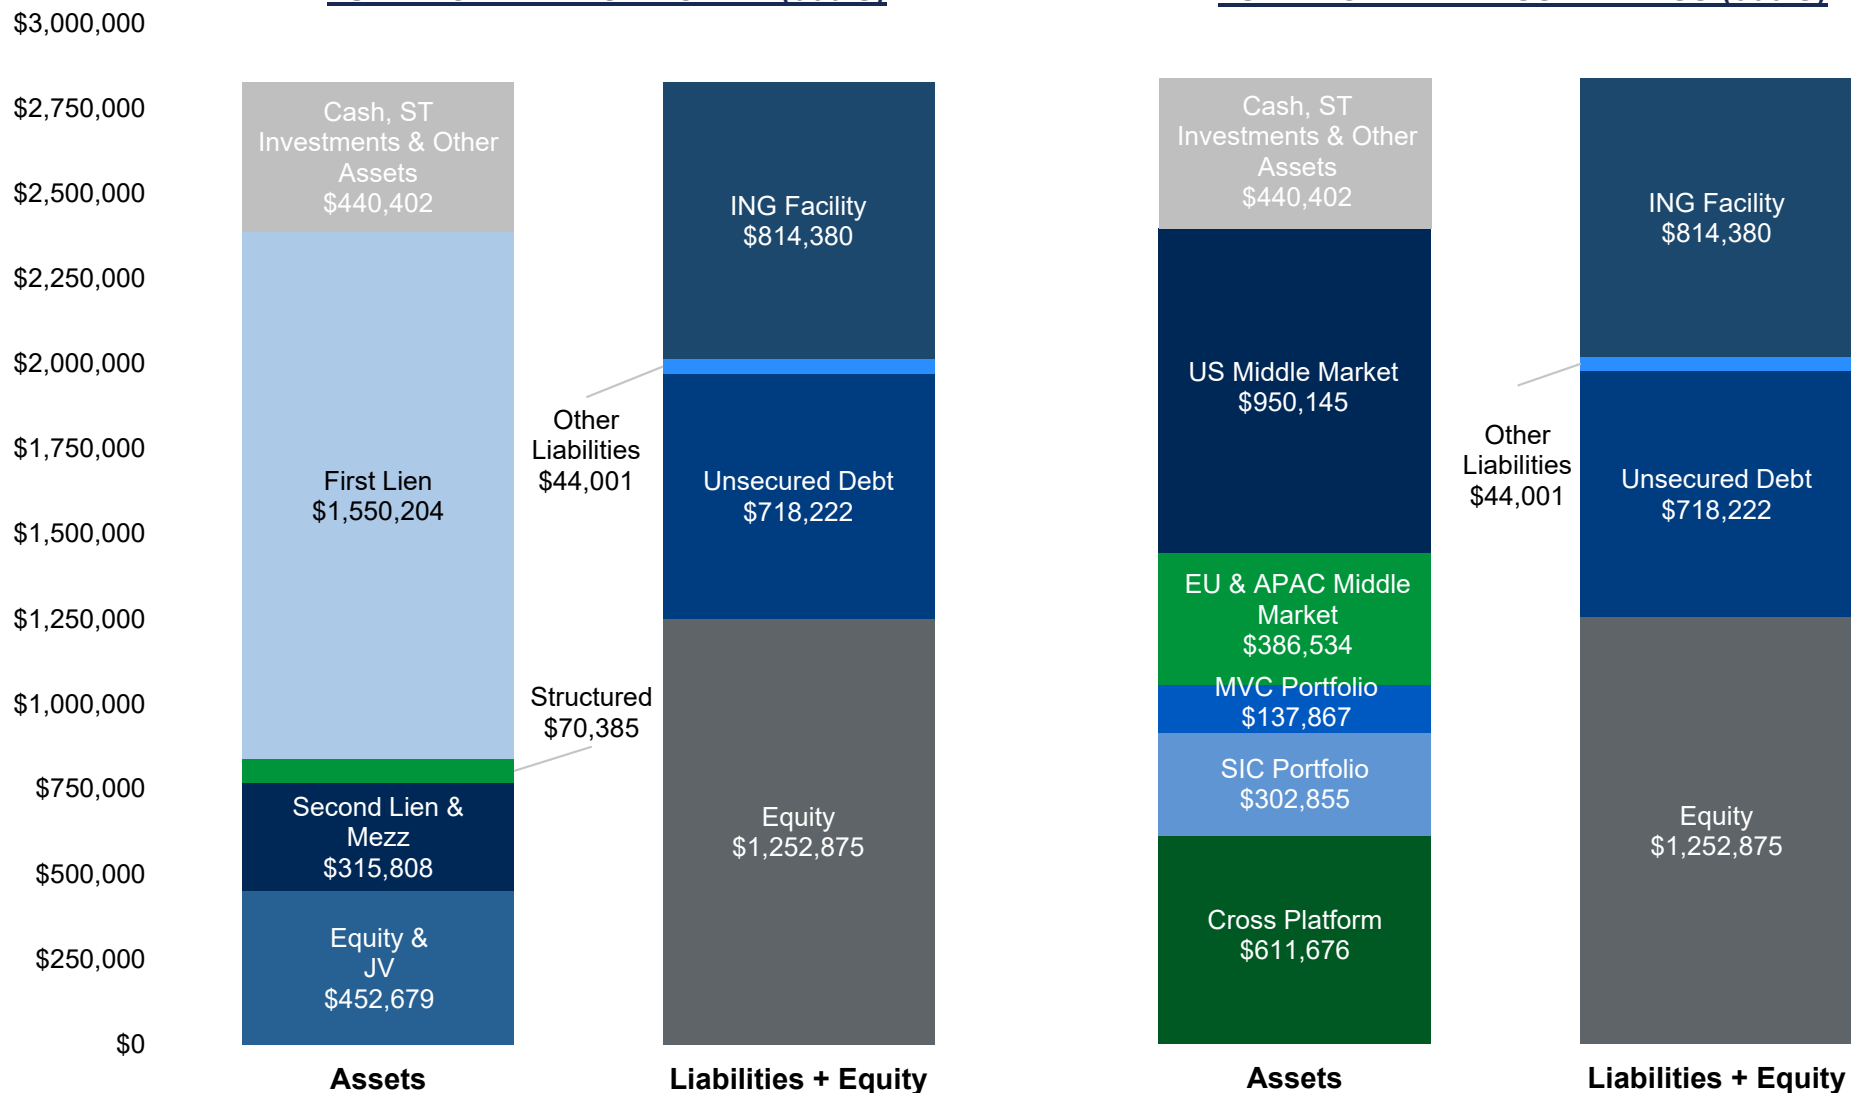 $3,000,000
$2,750,000
$2,500,000
$2,250,000
$2,000,000
$1,750,000
$1,500,000
$1,250,000
$1,000,000
$750,000
$500,000
$250,000
$0
Cash, ST
Investments & Other
Assets
$440,402
First Lien
$1,550,204
Structured
$70,385
Second Lien &
Mezz
$315,808
Equity &
JV
$452,679
Assets
ING Facility
$814,380
Other
Liabilities
$44,001
Unsecured Debt
$718,222
Equity
$1,252,875
Liabilities + Equity
Cash, ST
Investments & Other
Assets
$440,402
US Middle Market
$950,145
EU & APAC Middle
Market
$386,534
MVC Portfolio
$137,867
SIC Portfolio
$302,855
Cross Platform
$611,676
Assets
ING Facility
$814,380
Other
Liabilities
$44,001
Unsecured Debt
$718,222
Equity
$1,252,875
Liabilities + Equity